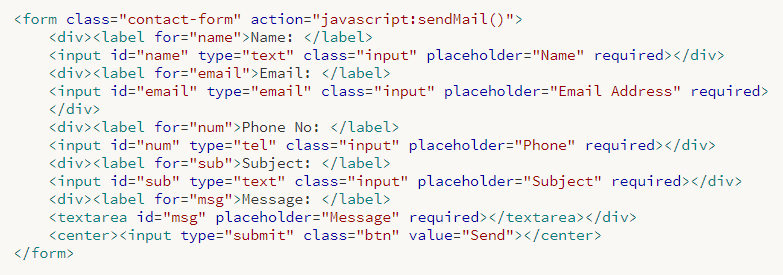 <form class="contact-form" action="javascript:sendMail()">
<div><label for="name">Name: </label>
<input id="name" type="text" class="input" placeholder="Name" required></div>
<div><label for="email">Email: </label>
<input id="email" type="email" class="input" placeholder="Email Address" required>
</div>
<div><label for="num">Phone No: </label>
<input id="num" type="tel" class="input" placeholder="Phone" required></div>
<div><label for="sub">Subject: </label>
<input id="sub" type="text" class="input" placeholder="Subject" required></div>
<div><label for="msg">Message: </label>
<textarea id="msg" placeholder="Message" required></textarea></div>
<center><input type="submit" class="btn" value="Send"></center>
</form>